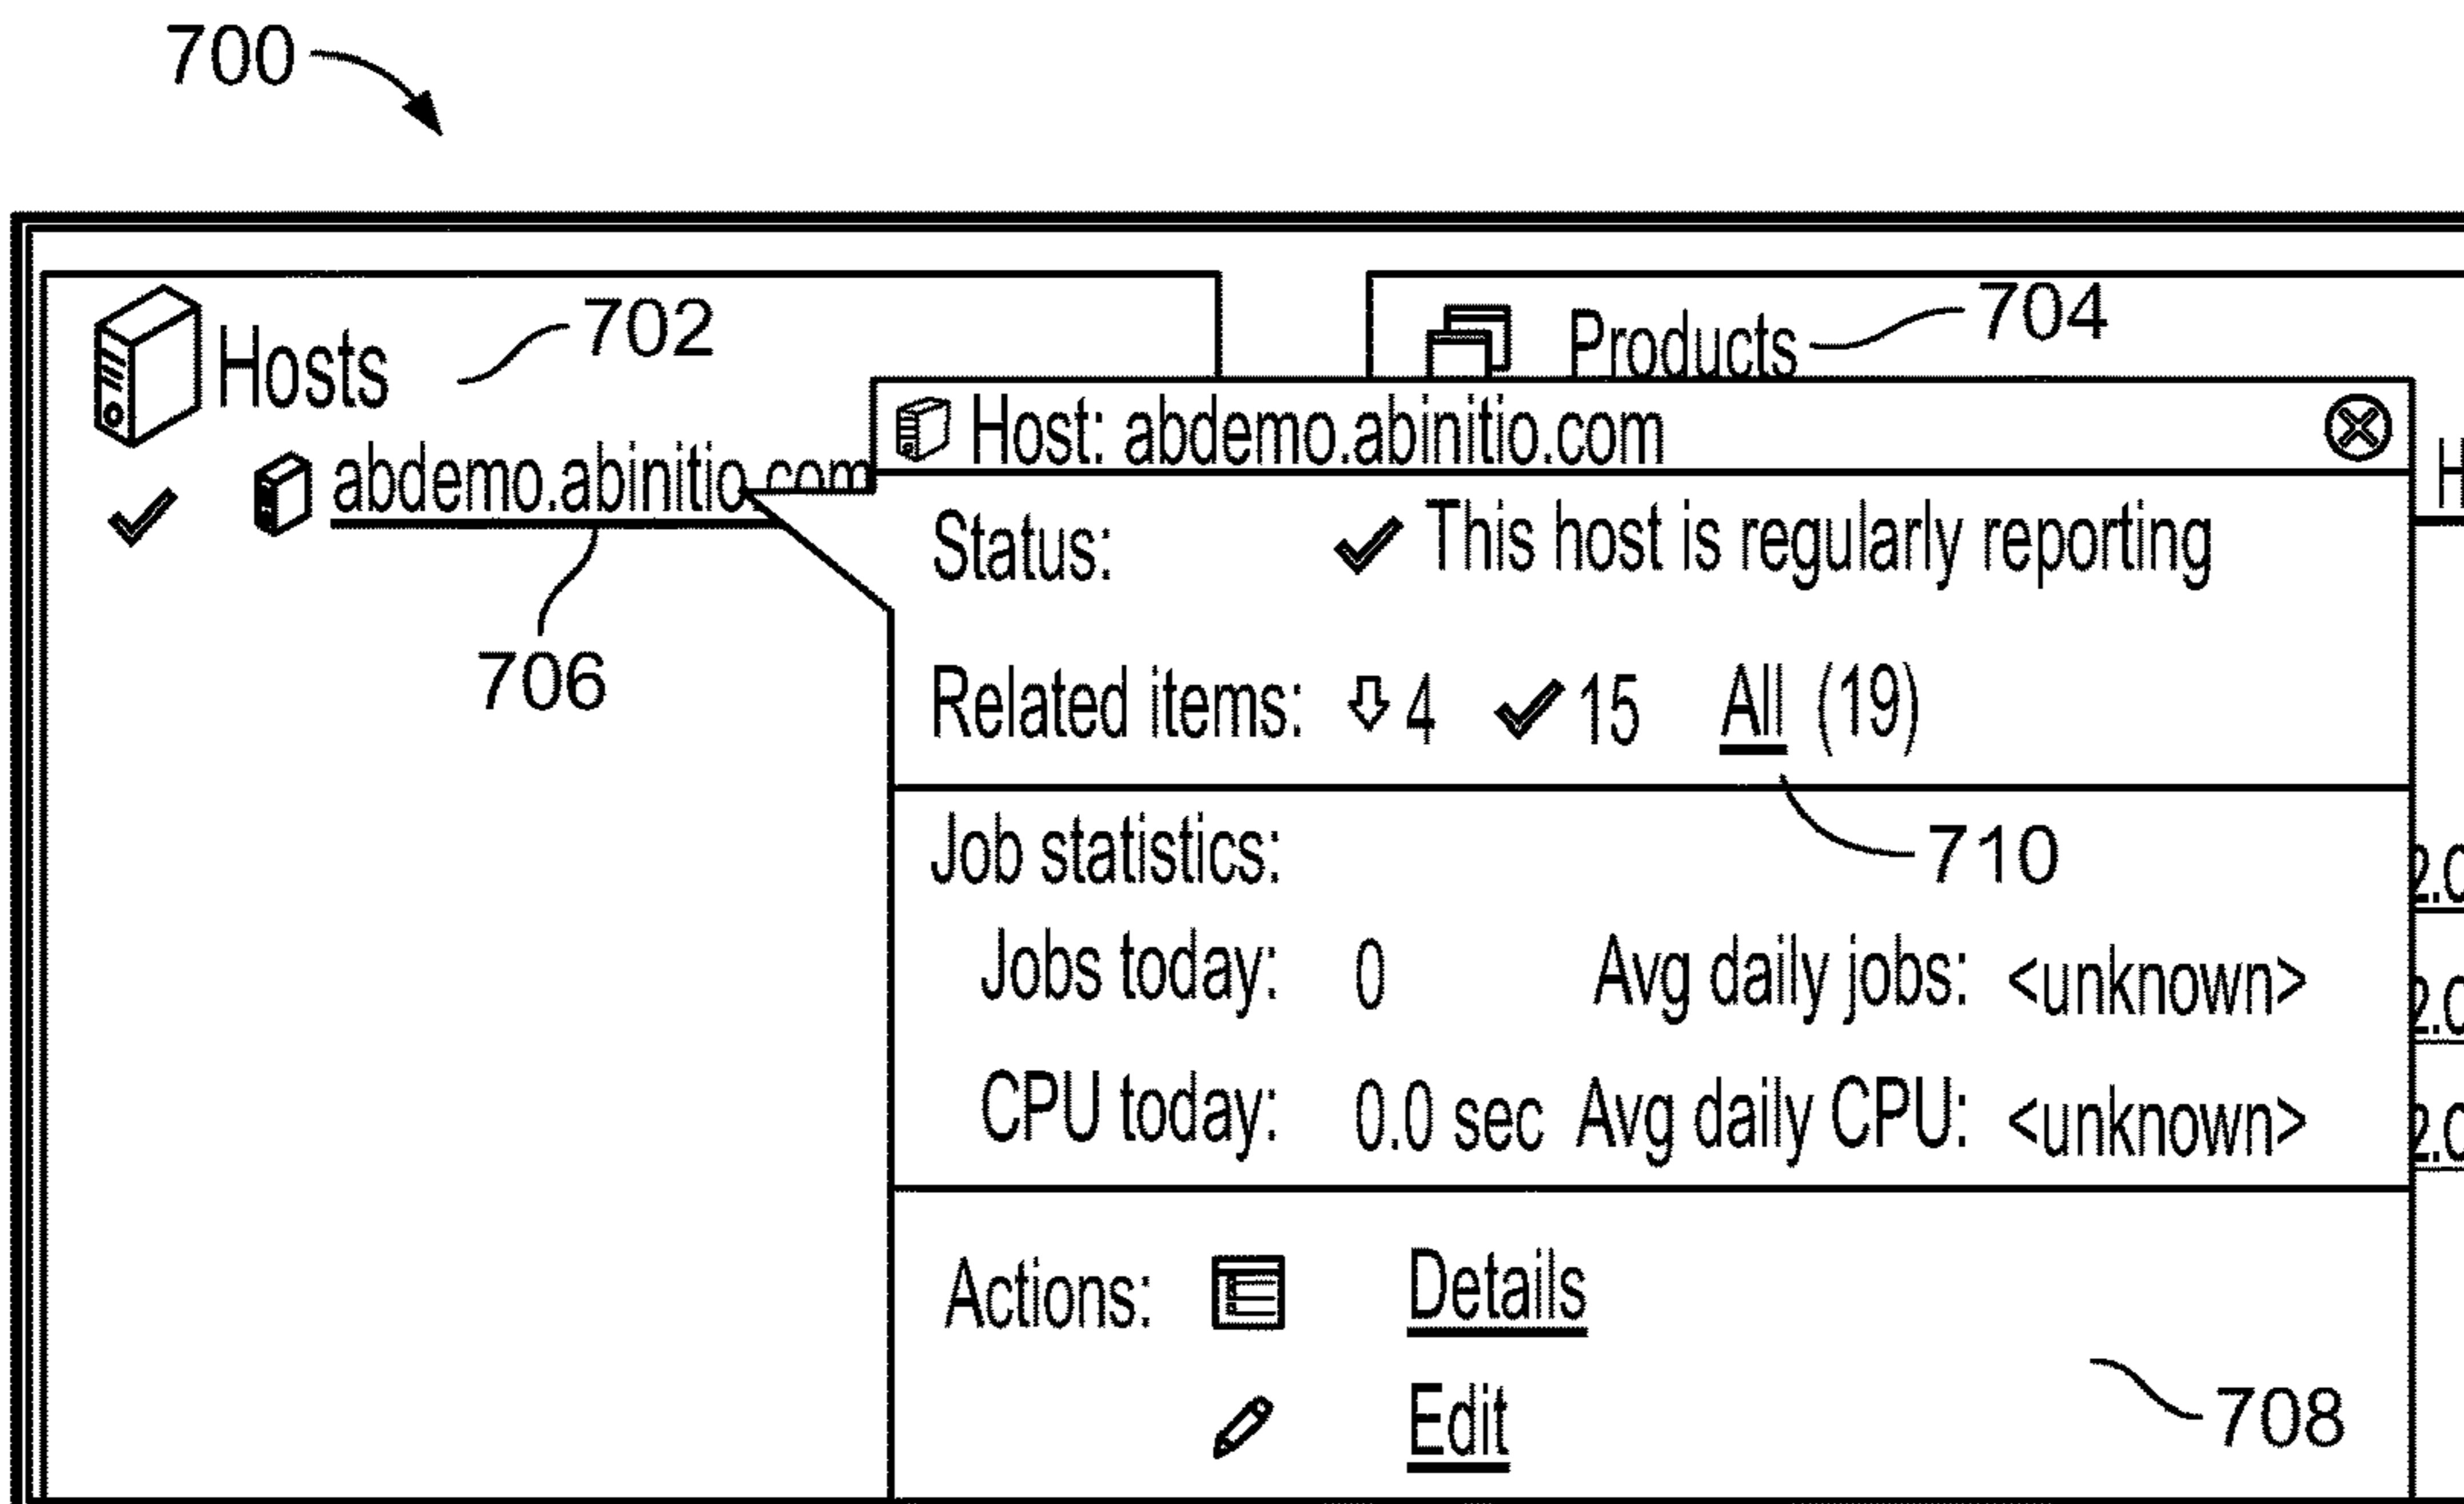 700
Hosts 702
Products 704
abdemo.abinitio.com
706
Host: abdemo.abinitio.com
Status: This host is regularly reporting
Related items: 4 15 All (19)
710
Job statistics:
Jobs today: 0 Avg daily jobs: <unknown>
CPU today: 0.0 sec Avg daily CPU: <unknown>
Actions: Details
Edit
708